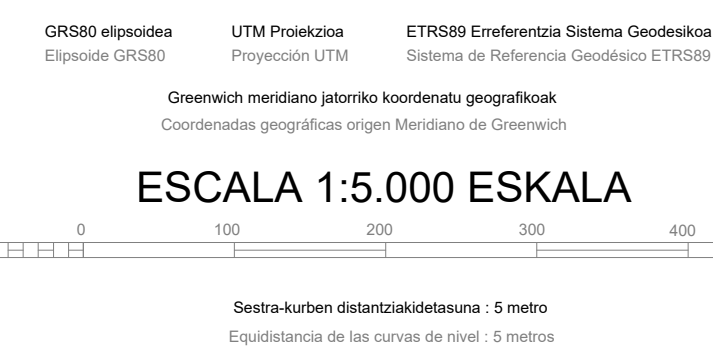 GRS80 elipsoidea UTM Proiekzioa ETRS89 Erreferentzia Sistema Geodesikoa
Elipsoide GRS80 Proyección UTM Sistema de Referencia Geodésico ETRS89
Greenwich meridiano jatorriko koordenatu geografikoak
Coordenadas geográficas origen Meridiano de Greenwich
ESCALA 1:5.000 ESKALA
0 100 200 300 400
Sestra-kurben distantziakidetasuna : 5 metro
Equidistancia de las curvas de nivel : 5 metros